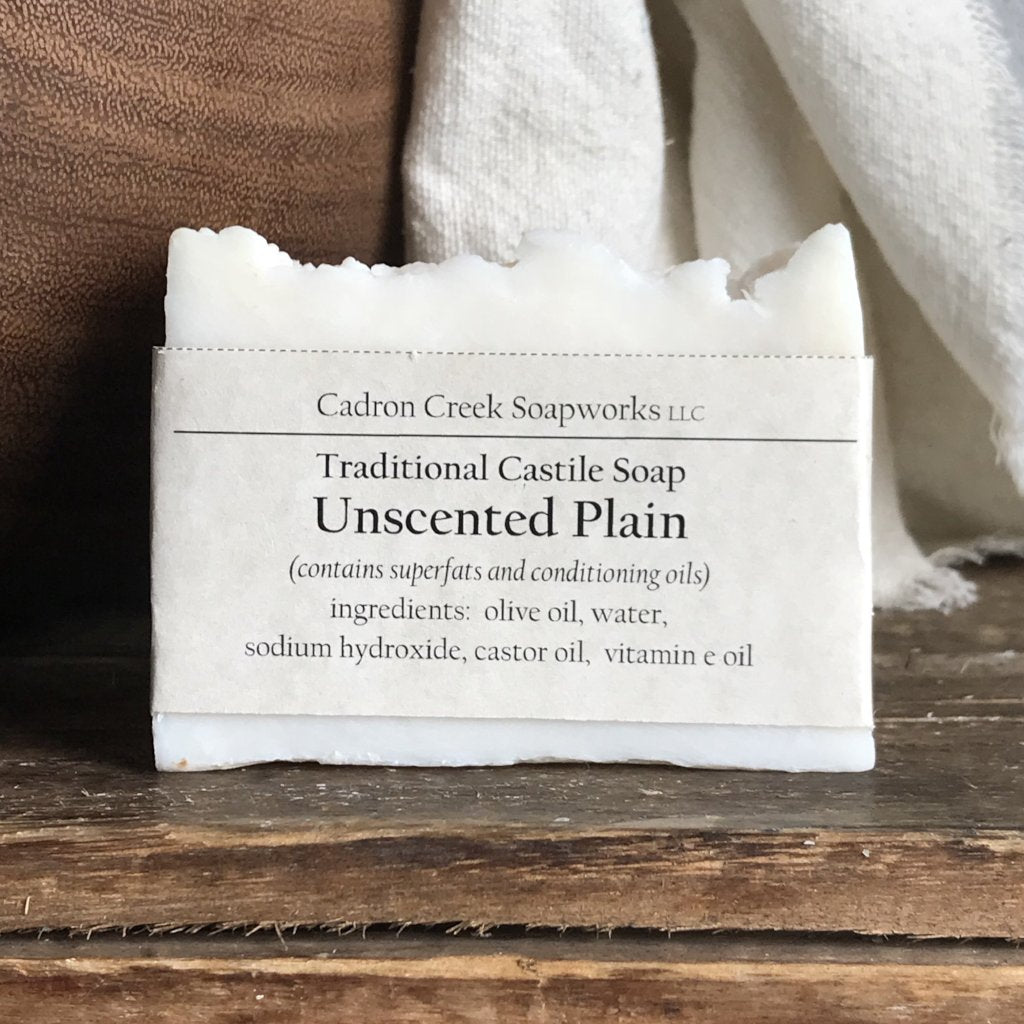 Cadron Creek Soapworks LLC
Traditional Castile Soap
Unscented Plain
(contains superfats and conditioning oils)
ingredients: olive oil, water,
sodium hydroxide, castor oil, vitamin e oil